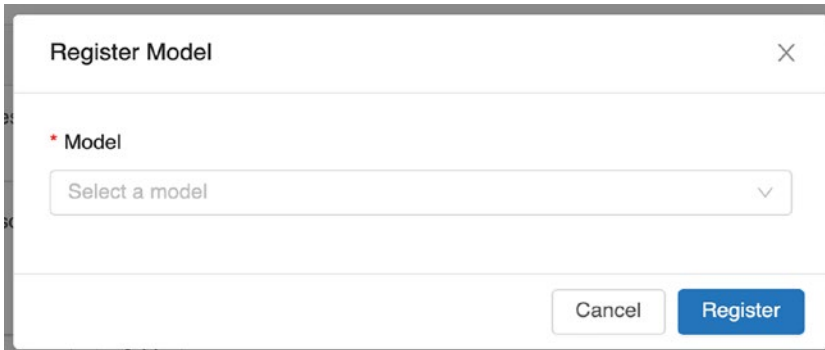 Register Model
* Model
Select a model
Cancel Register